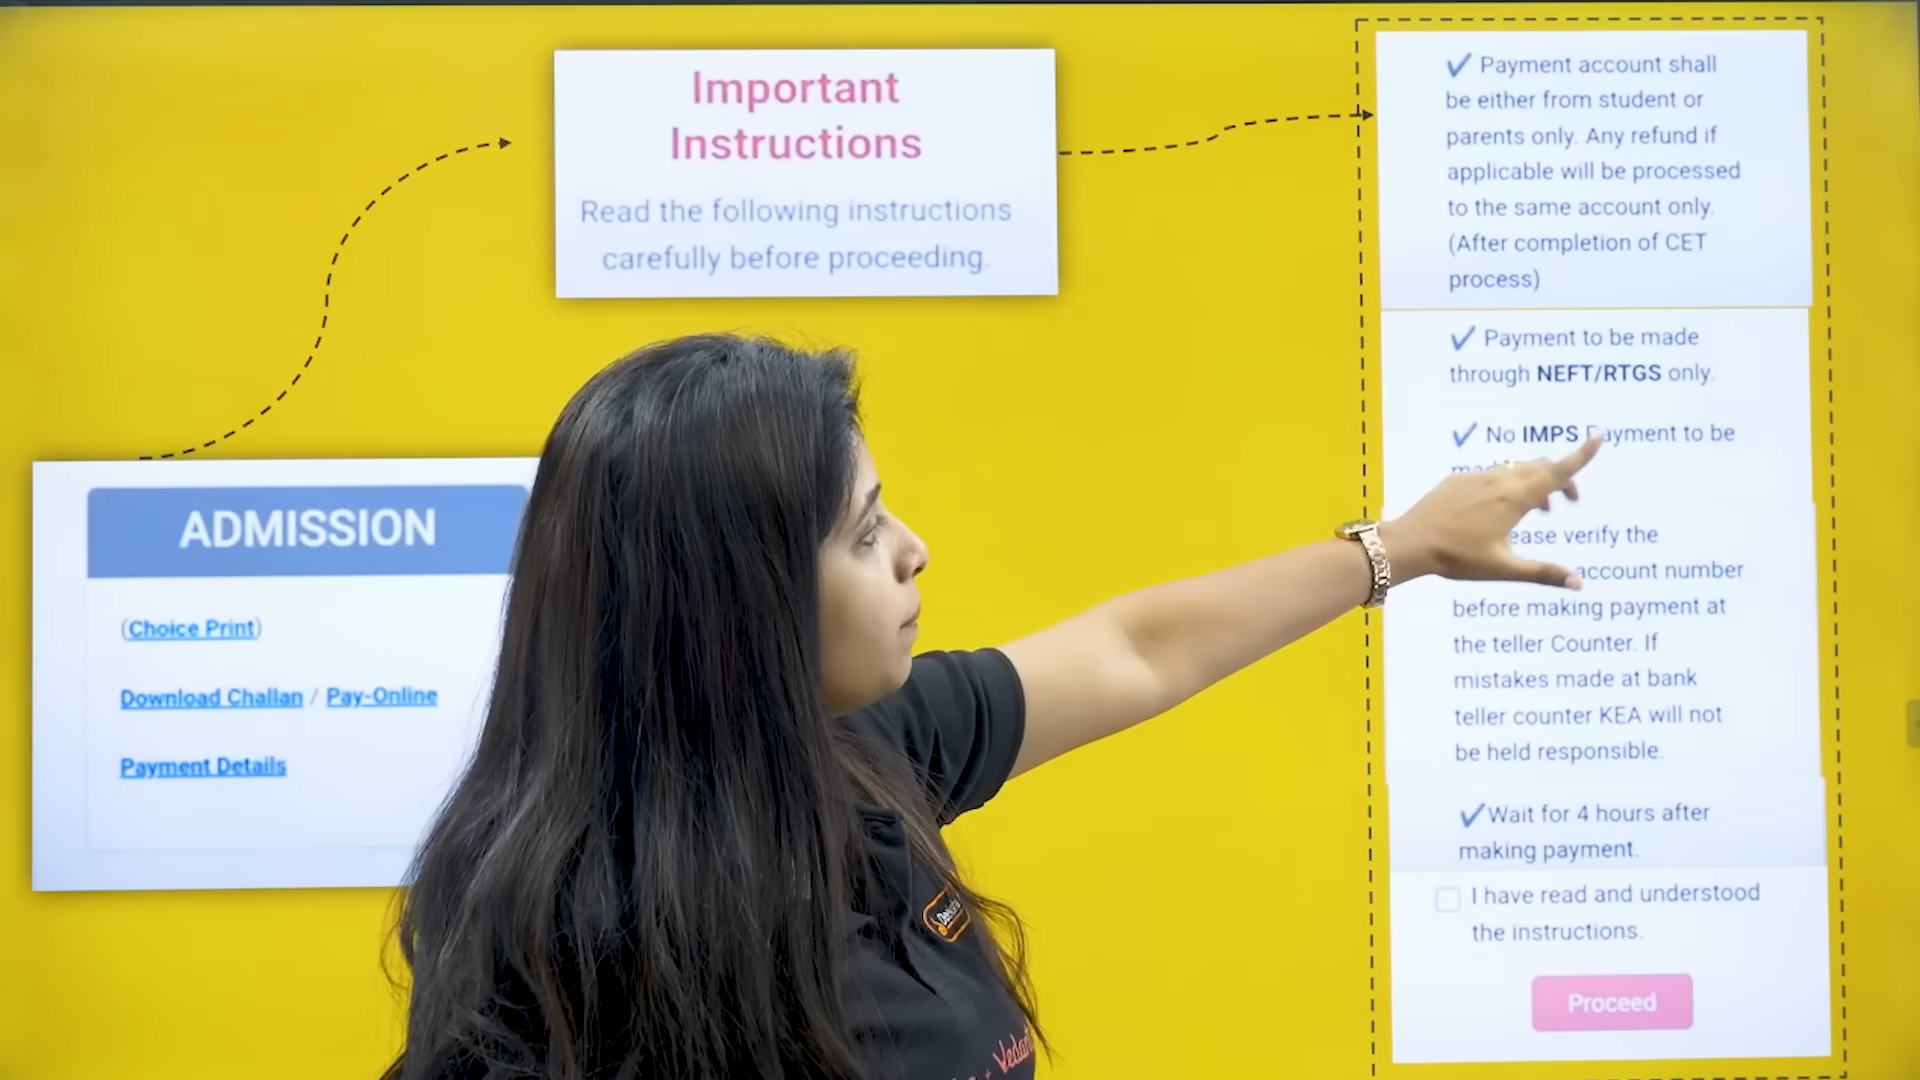 Important
Instructions
Read the following instructions
carefully before proceeding.
ADMISSION
(Choice Print)
Download Challan / Pay-Online
Payment Details
✔ Payment account shall
be either from student or
parents only. Any refund if
applicable will be processed
to the same account only.
(After completion of CET
process)
✔ Payment to be made
through NEFT/RTGS only.
✔ No IMPS Payment to be
verify the
account number
before making payment at
the teller Counter. If
mistakes made at bank
teller counter KEA will not
be held responsible.
✔Wait for 4 hours after
making payment.
I have read and understood
the instructions.
Proceed